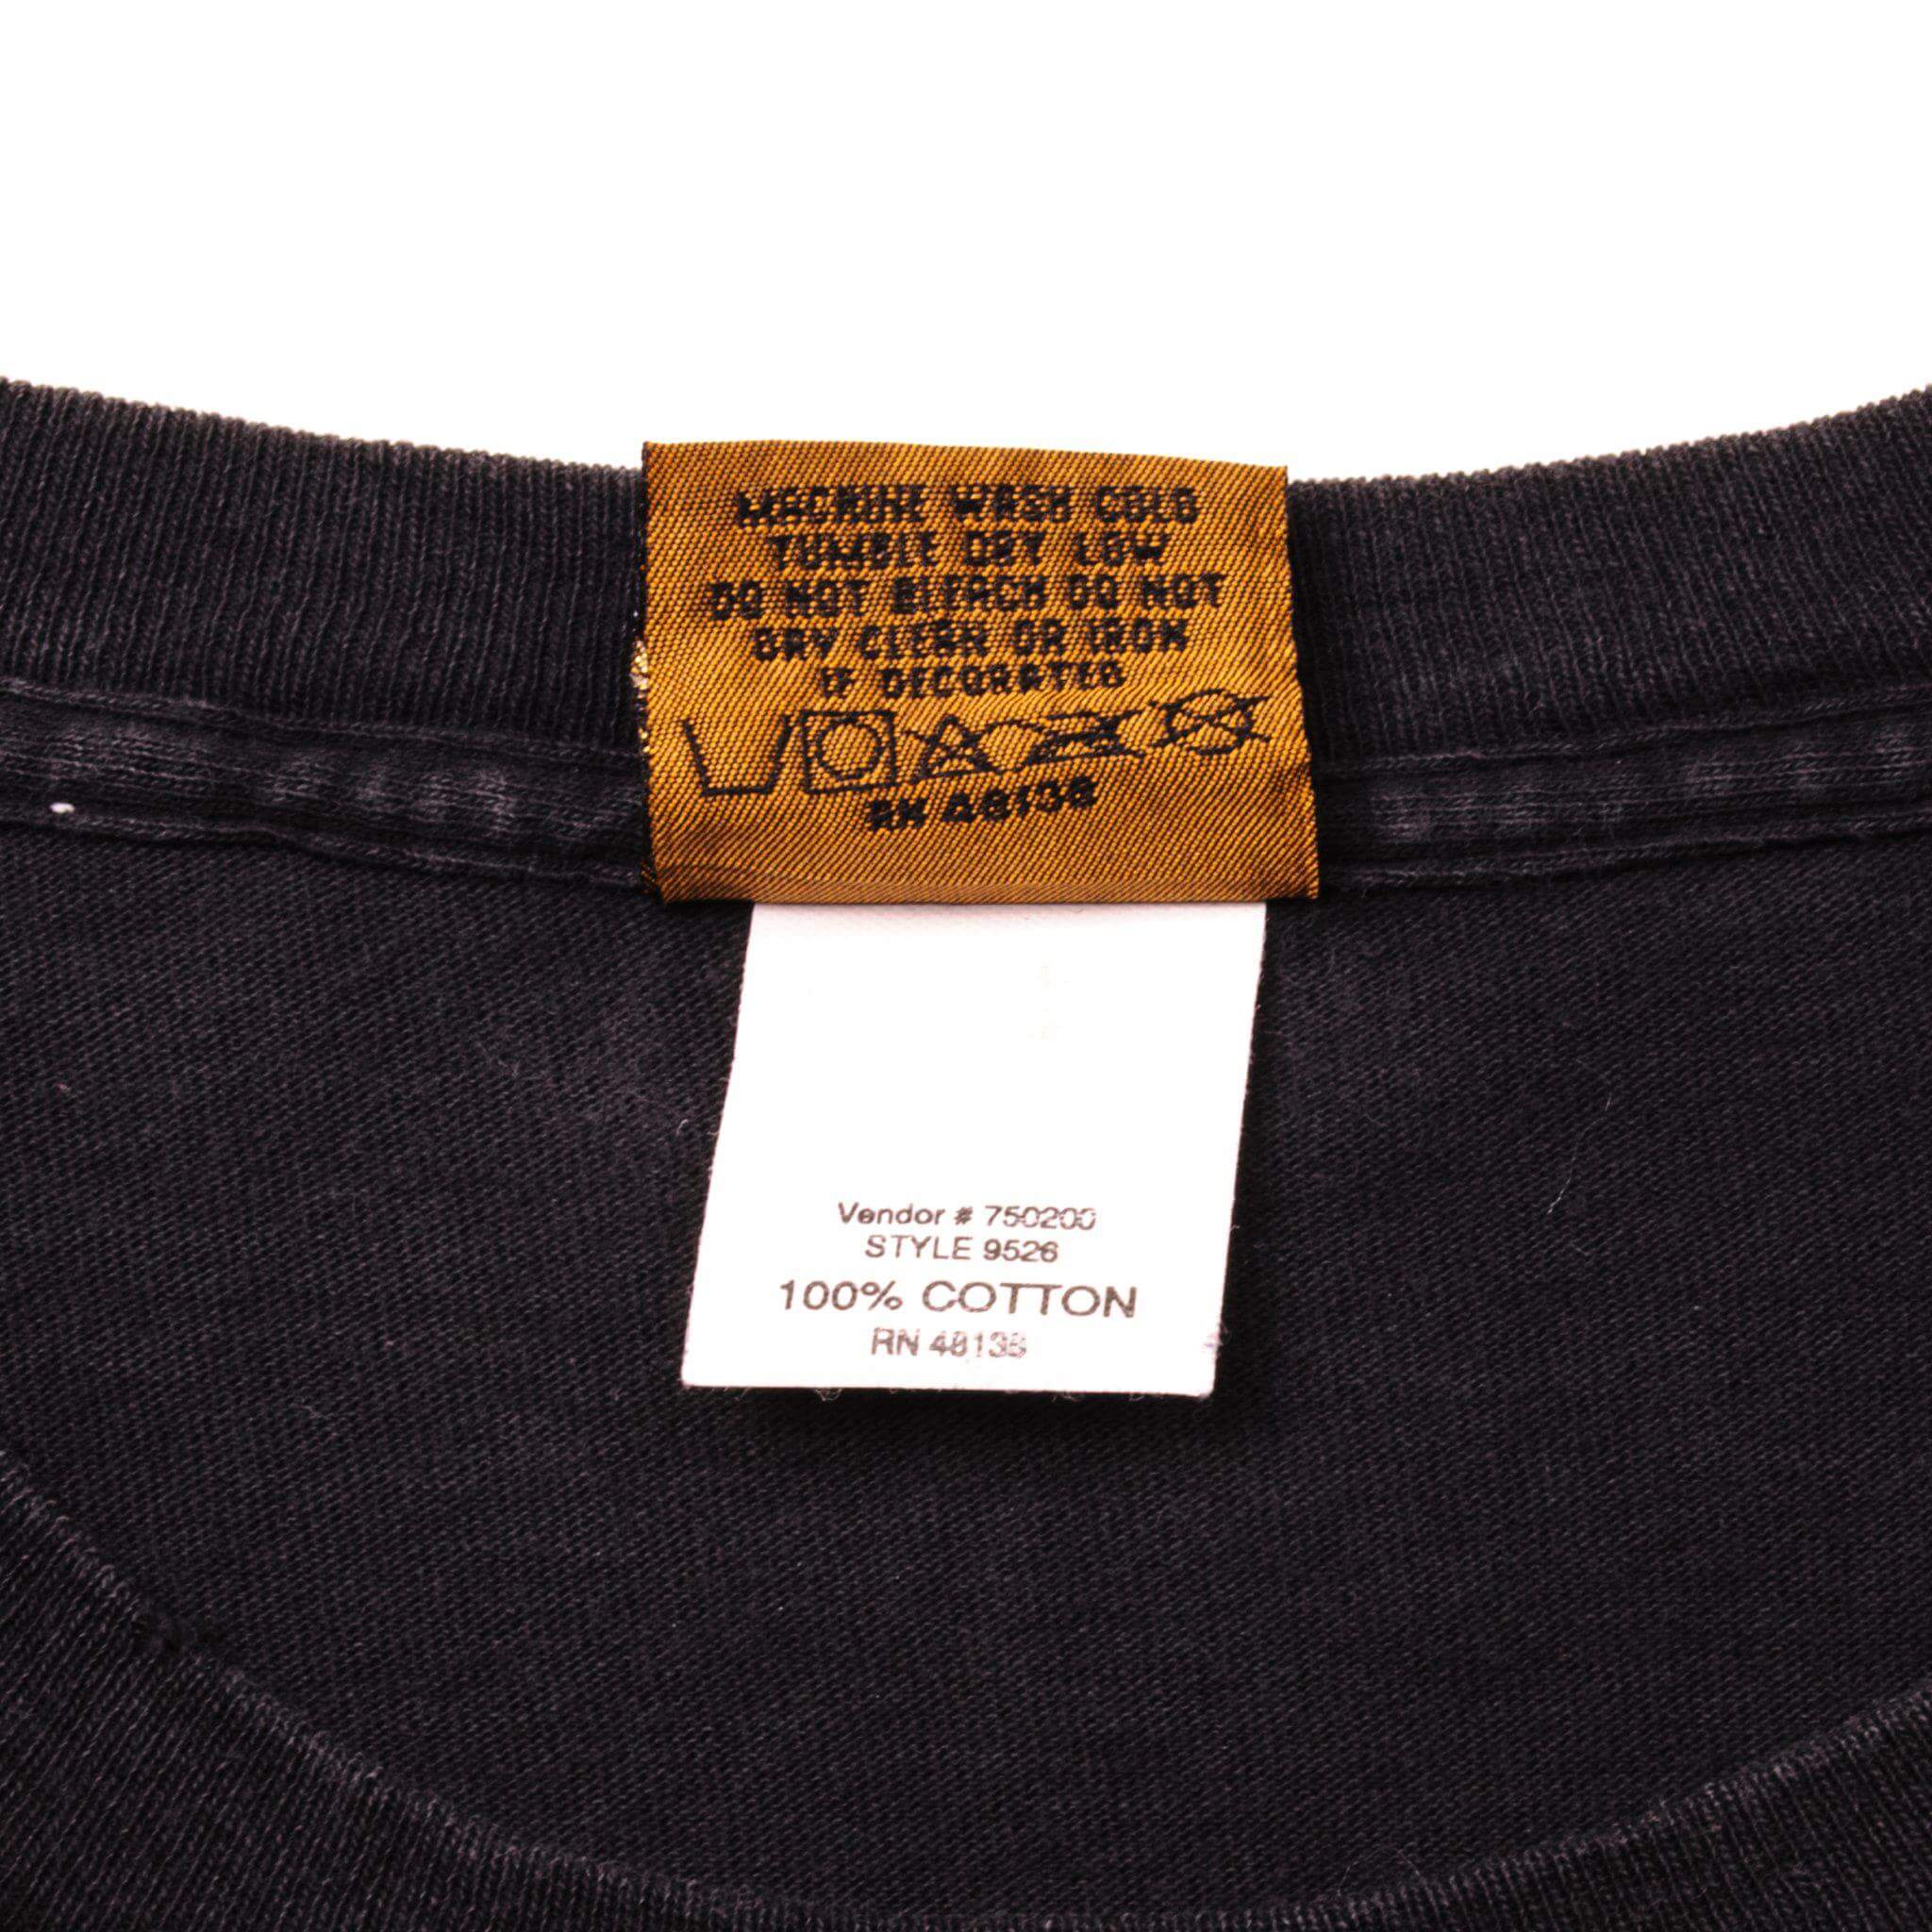 MACHINE WASH COLD
TUMBLE DRY LOW
DO NOT BLEACH DO NOT
DRY CLEAN OR IRON
IF DECORATED
RN 48138
Vendor # 750200
STYLE 9526
100% COTTON
RN 48138